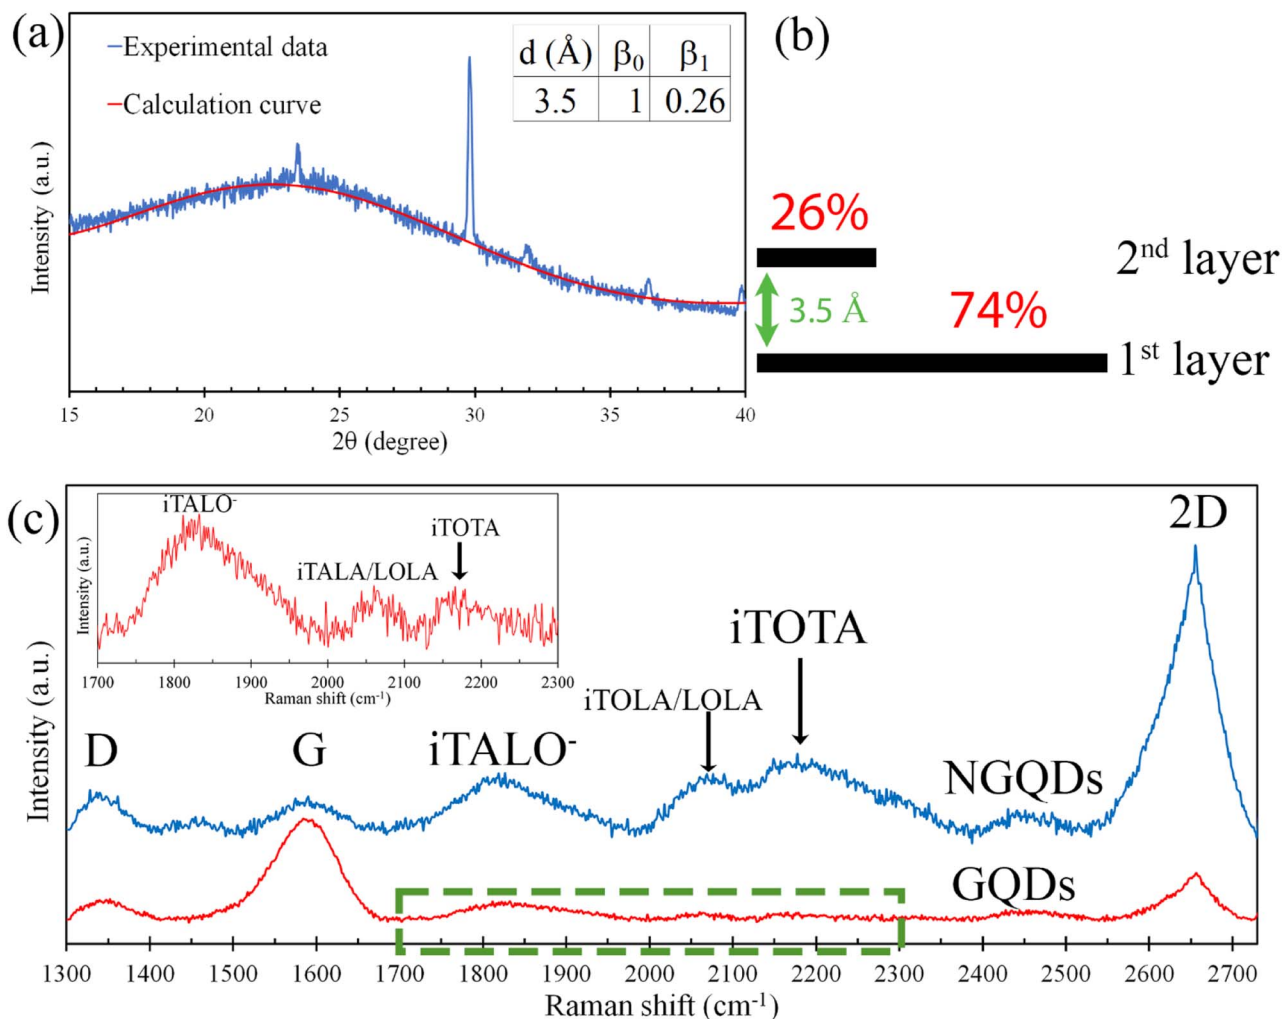 (a)
Experimental data
Calculation curve
d (Å) β₀ β₁
3.5 1 0.26
Intensity (a.u.)
15 20 25 30 35 40
2θ (degree)
(b)
26%
2ⁿᵈ layer
3.5 Å
74%
1ˢᵗ layer
(c)
iTALO⁻
iTOTA
iTALA/LOLA
Intensity (a.u.)
1700 1800 1900 2000 2100 2200 2300
Raman shift (cm⁻¹)
2D
iTOTA
iTOLA/LOLA
D
G
iTALO⁻
NGQDs
GQDs
Intensity (a.u.)
1300 1400 1500 1600 1700 1800 1900 2000 2100 2200 2300 2400 2500 2600 2700
Raman shift (cm⁻¹)